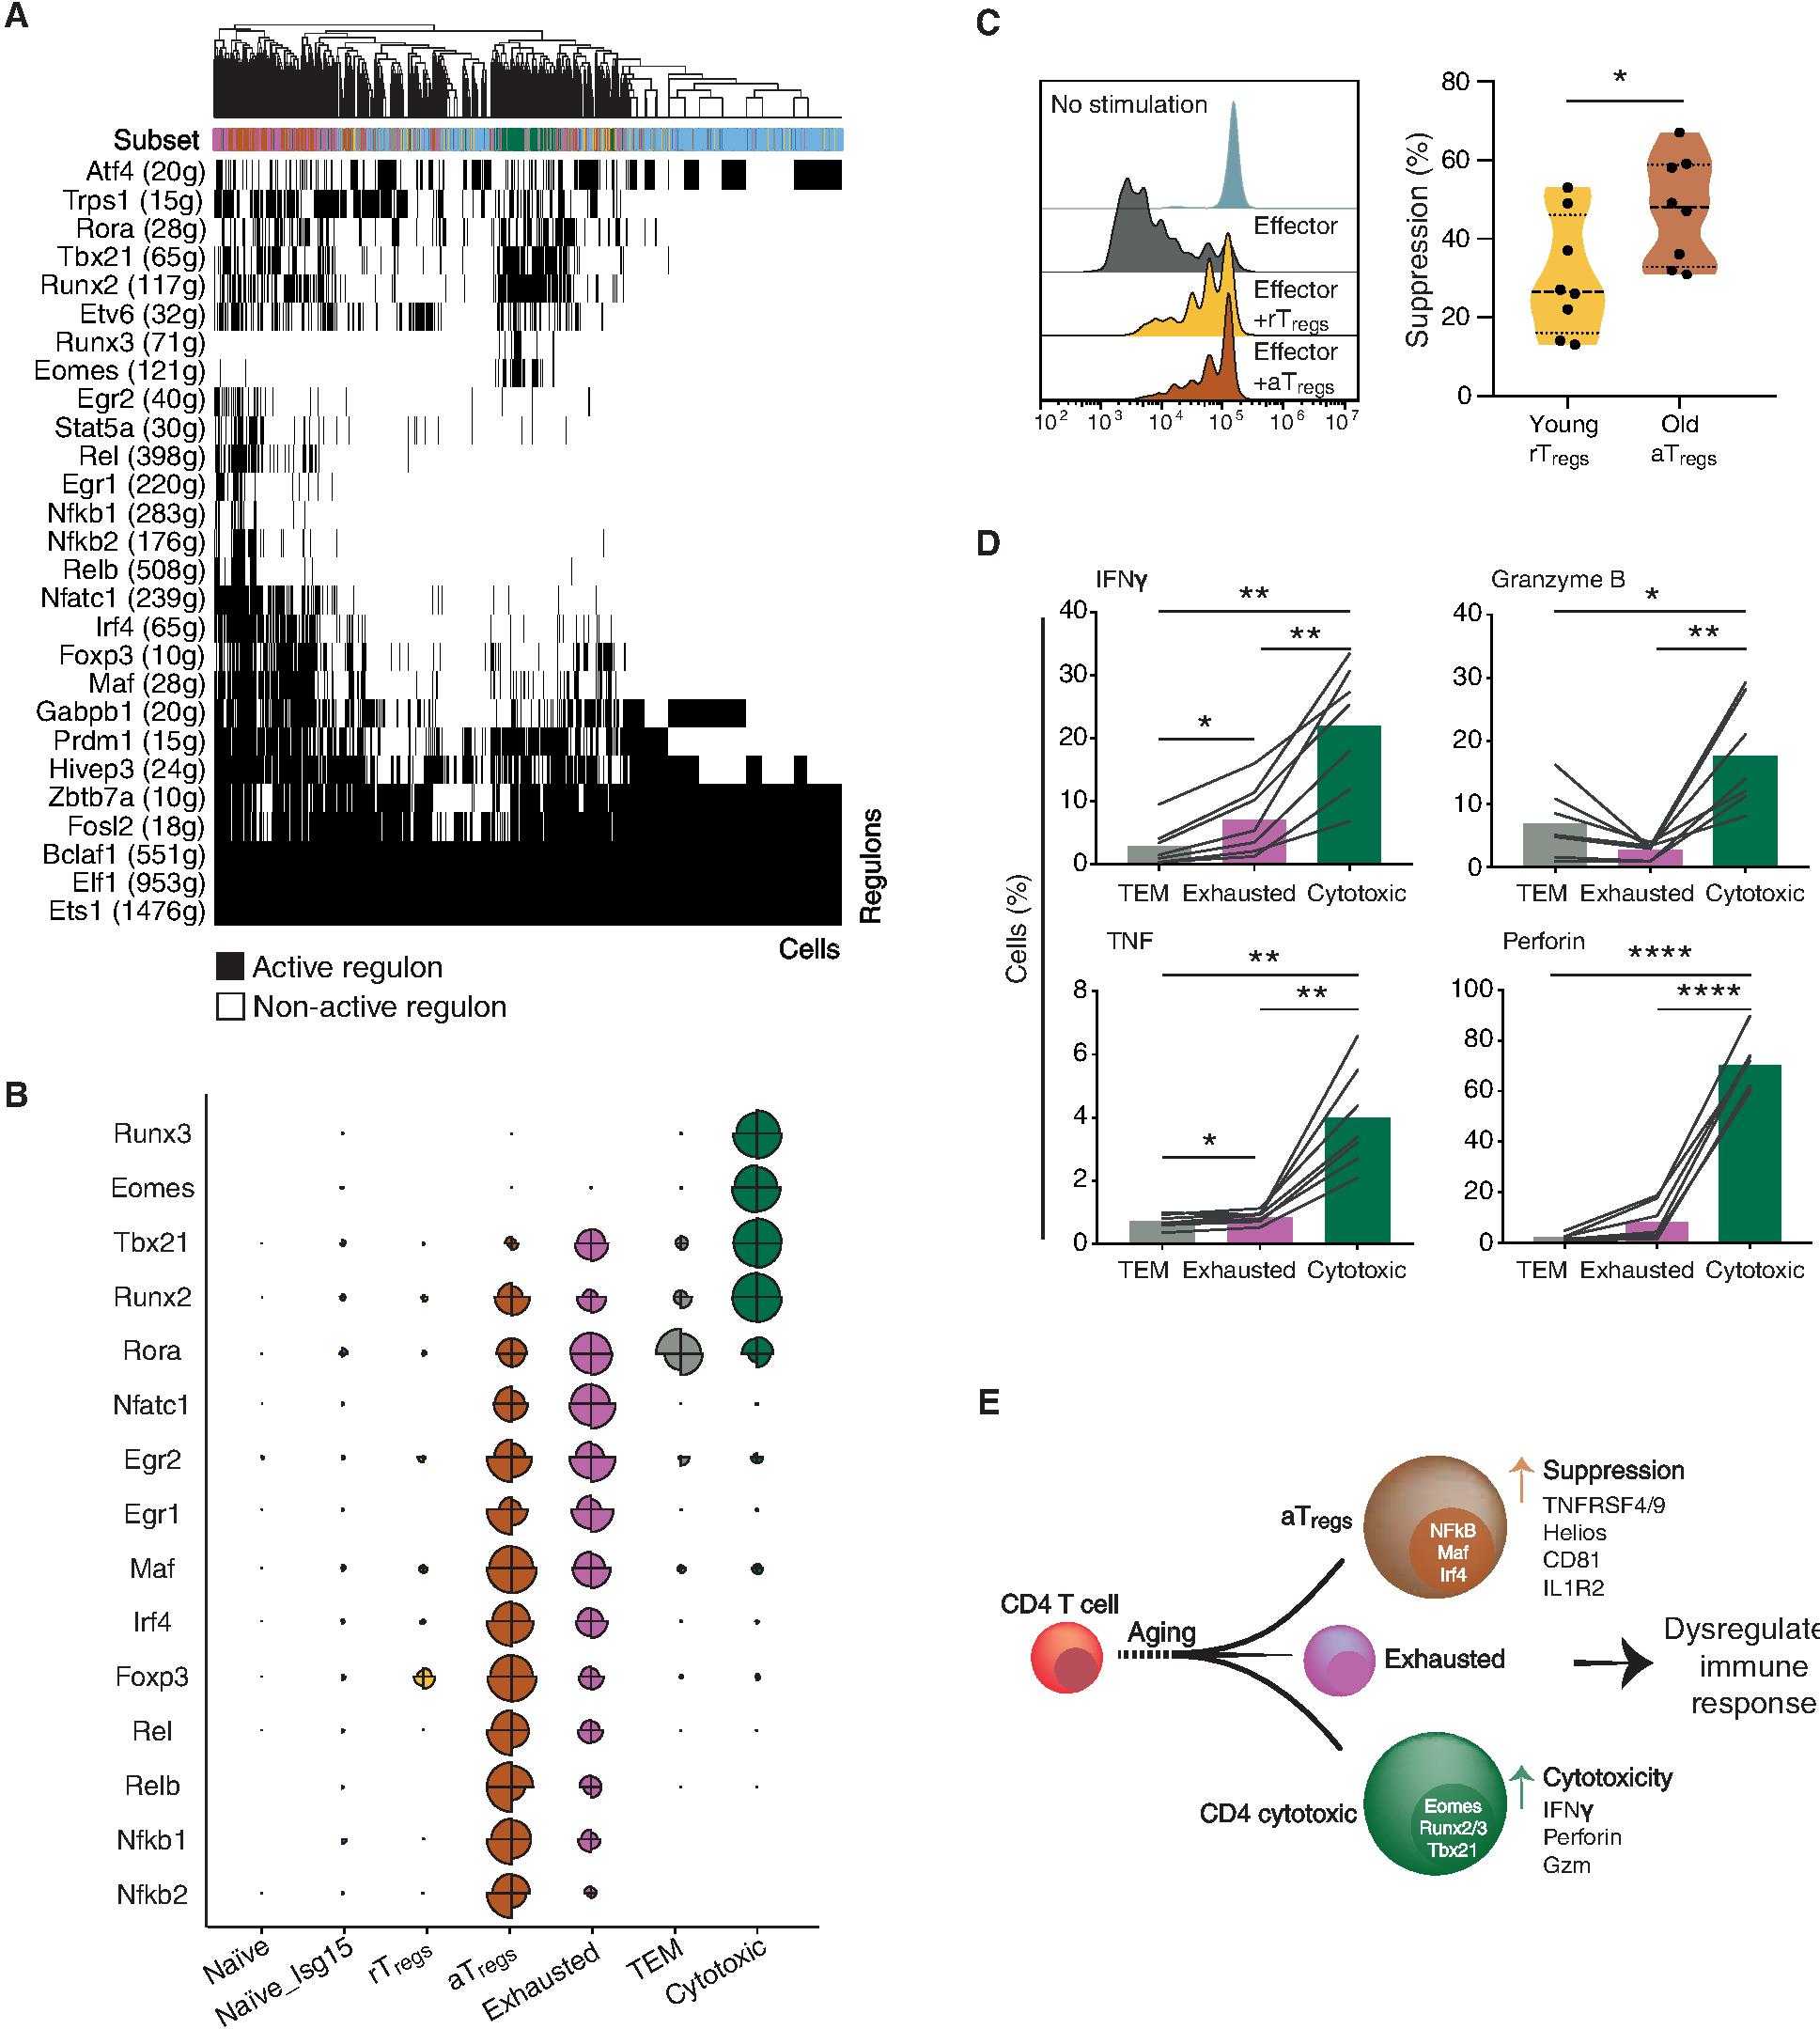 A
Subset
Atf4 (20g)
Trps1 (15g)
Rora (28g)
Tbx21 (65g)
Runx2 (117g)
Etv6 (32g)
Runx3 (71g)
Eomes (121g)
Egr2 (40g)
Stat5a (30g)
Rel (398g)
Egr1 (220g)
Nfkb1 (283g)
Nfkb2 (176g)
Relb (508g)
Nfatc1 (239g)
Irf4 (65g)
Foxp3 (10g)
Maf (28g)
Gabpb1 (20g)
Prdm1 (15g)
Hivep3 (24g)
Zbtb7a (10g)
Fosl2 (18g)
Bclaf1 (551g)
Elf1 (953g)
Ets1 (1476g)
Regulons
Cells
Active regulon
Non-active regulon
B
Runx3
Eomes
Tbx21
Runx2
Rora
Nfatc1
Egr2
Egr1
Maf
Irf4
Foxp3
Rel
Relb
Nfkb1
Nfkb2
Naïve
Naïve_Isg15
rTregs
aTregs
Exhausted
TEM
Cytotoxic
C
No stimulation
Effector
Effector
+rTregs
Effector
+aTregs
10² 10³ 10⁴ 10⁵ 10⁶ 10⁷
Suppression (%)
80
60
40
20
0
*
Young
rTregs
Old
aTregs
D
Cells (%)
IFNγ
40
30
20
10
0
**
**
*
TEM Exhausted Cytotoxic
Granzyme B
40
30
20
10
0
*
**
TEM Exhausted Cytotoxic
TNF
8
6
4
2
0
**
**
*
TEM Exhausted Cytotoxic
Perforin
100
80
60
40
20
0
****
****
TEM Exhausted Cytotoxic
E
CD4 T cell
Aging
aTregs
NFkB
Maf
Irf4
Suppression
TNFRSF4/9
Helios
CD81
IL1R2
Exhausted
Dysregulate
immune
response
CD4 cytotoxic
Eomes
Runx2/3
Tbx21
Cytotoxicity
IFNγ
Perforin
Gzm